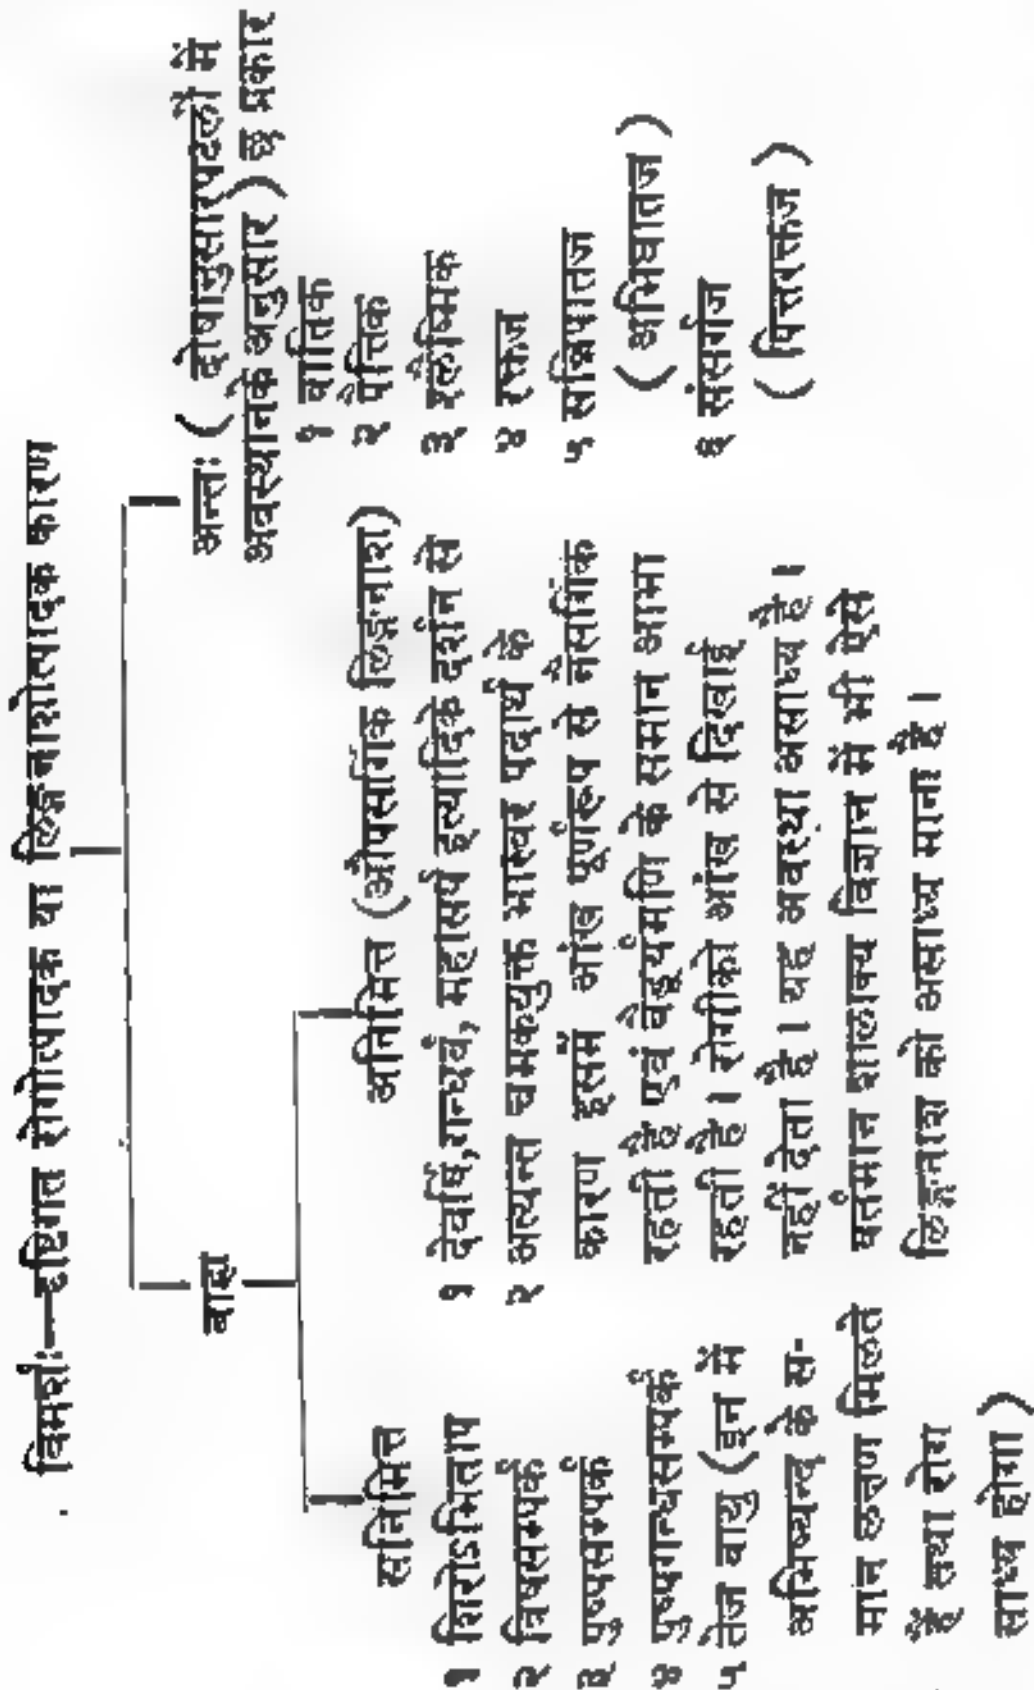 विमर्शः—दृष्टिगत रोगोत्पादक या लिङ्गनाशोत्पादक कारण
बाह्य
सनिमित्त
१ शिरोऽभिताप
२ विषसम्पर्क
३ पुष्पसम्पर्क
४ पुष्पगन्धसम्पर्क
५ तेज वायु (इन में
अभिष्यन्द के स-
मान लक्षण मिलते
हैं तथा रोग
साध्य होगा)
अनिमित्त (औपसर्गिक लिङ्गनाश)
१ देवर्षि,गन्धर्व, महासर्प इत्यादिके दर्शन से
२ अत्यन्त चमकयुक्त भास्वर पदार्थ के
कारण इसमें आंख पूर्णरूप से नैसर्गिक
रहती है एवं वैडूर्यमणि के समान आभा
रहती है। रोगीको आंख से दिखाई
नहीं देता है। यह अवस्था असाध्य है।
वर्तमान शालाक्य विज्ञान में भी ऐसे
लिङ्गनाश को असाध्य माना है।
अन्तः ( दोषानुसारपटलों में
अवस्थानके अनुसार ) छ प्रकार
१ वातिक
२ पैत्तिक
३ श्लैष्मिक
४ रक्तज
५ सन्निपातज
( अभिघातज )
६ संसर्गज
( पित्तरक्तज )